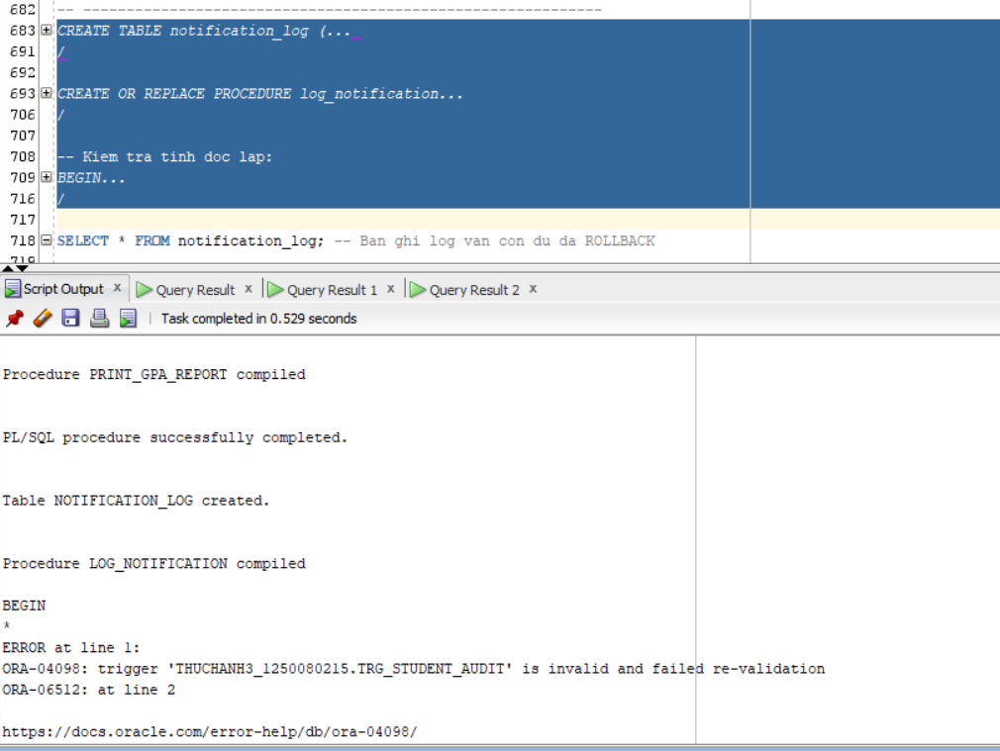 682 -- -------------------------------------------------------------
683 CREATE TABLE notification_log (...
691 /
692
693 CREATE OR REPLACE PROCEDURE log_notification...
706 /
707
708 -- Kiem tra tinh doc lap:
709 BEGIN...
716 /
717
718 SELECT * FROM notification_log; -- Ban ghi log van con du da ROLLBACK
719
Script Output x Query Result x Query Result 1 x Query Result 2 x
Task completed in 0.529 seconds
Procedure PRINT_GPA_REPORT compiled
PL/SQL procedure successfully completed.
Table NOTIFICATION_LOG created.
Procedure LOG_NOTIFICATION compiled
BEGIN
*
ERROR at line 1:
ORA-04098: trigger 'THUCHANH3_1250080215.TRG_STUDENT_AUDIT' is invalid and failed re-validation
ORA-06512: at line 2
https://docs.oracle.com/error-help/db/ora-04098/